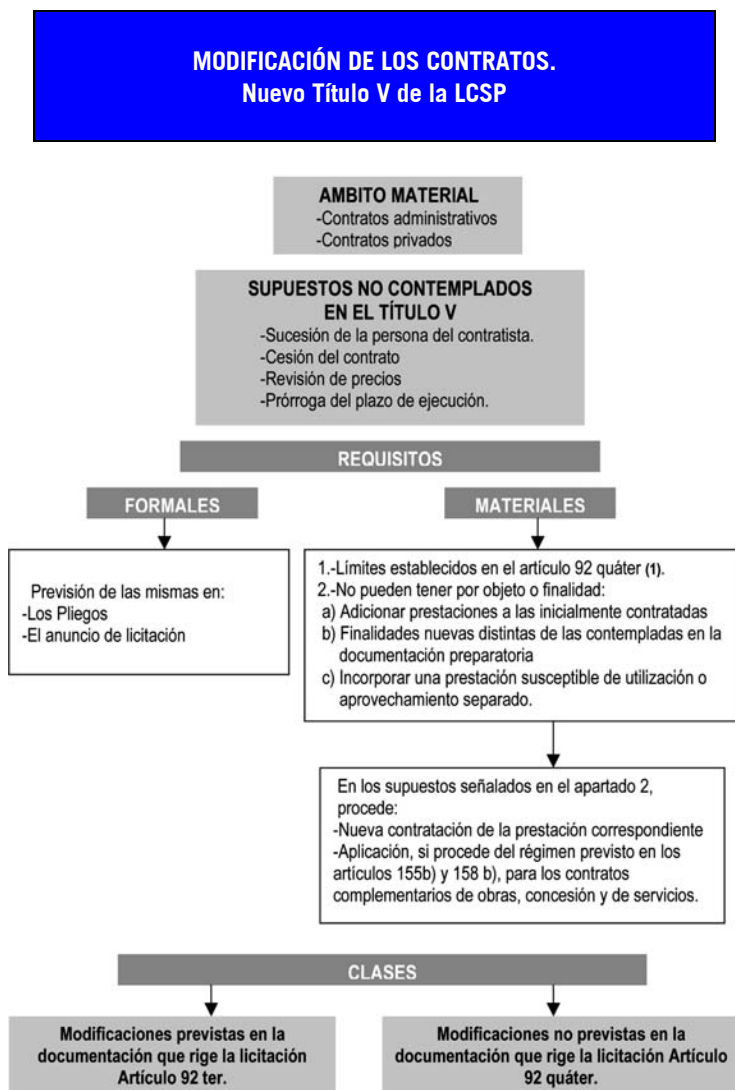 MODIFICACIÓN DE LOS CONTRATOS.
Nuevo Título V de la LCSP
AMBITO MATERIAL
-Contratos administrativos
-Contratos privados
SUPUESTOS NO CONTEMPLADOS
EN EL TÍTULO V
-Sucesión de la persona del contratista.
-Cesión del contrato
-Revisión de precios
-Prórroga del plazo de ejecución.
REQUISITOS
FORMALES
Previsión de las mismas en:
-Los Pliegos
-El anuncio de licitación
MATERIALES
1.-Límites establecidos en el artículo 92 quáter (1).
2.-No pueden tener por objeto o finalidad:
a) Adicionar prestaciones a las inicialmente contratadas
b) Finalidades nuevas distintas de las contempladas en la
documentación preparatoria
c) Incorporar una prestación susceptible de utilización o
aprovechamiento separado.
En los supuestos señalados en el apartado 2,
procede:
-Nueva contratación de la prestación correspondiente
-Aplicación, si procede del régimen previsto en los
artículos 155b) y 158 b), para los contratos
complementarios de obras, concesión y de servicios.
CLASES
Modificaciones previstas en la
documentación que rige la licitación
Artículo 92 ter.
Modificaciones no previstas en la
documentación que rige la licitación Artículo
92 quáter.